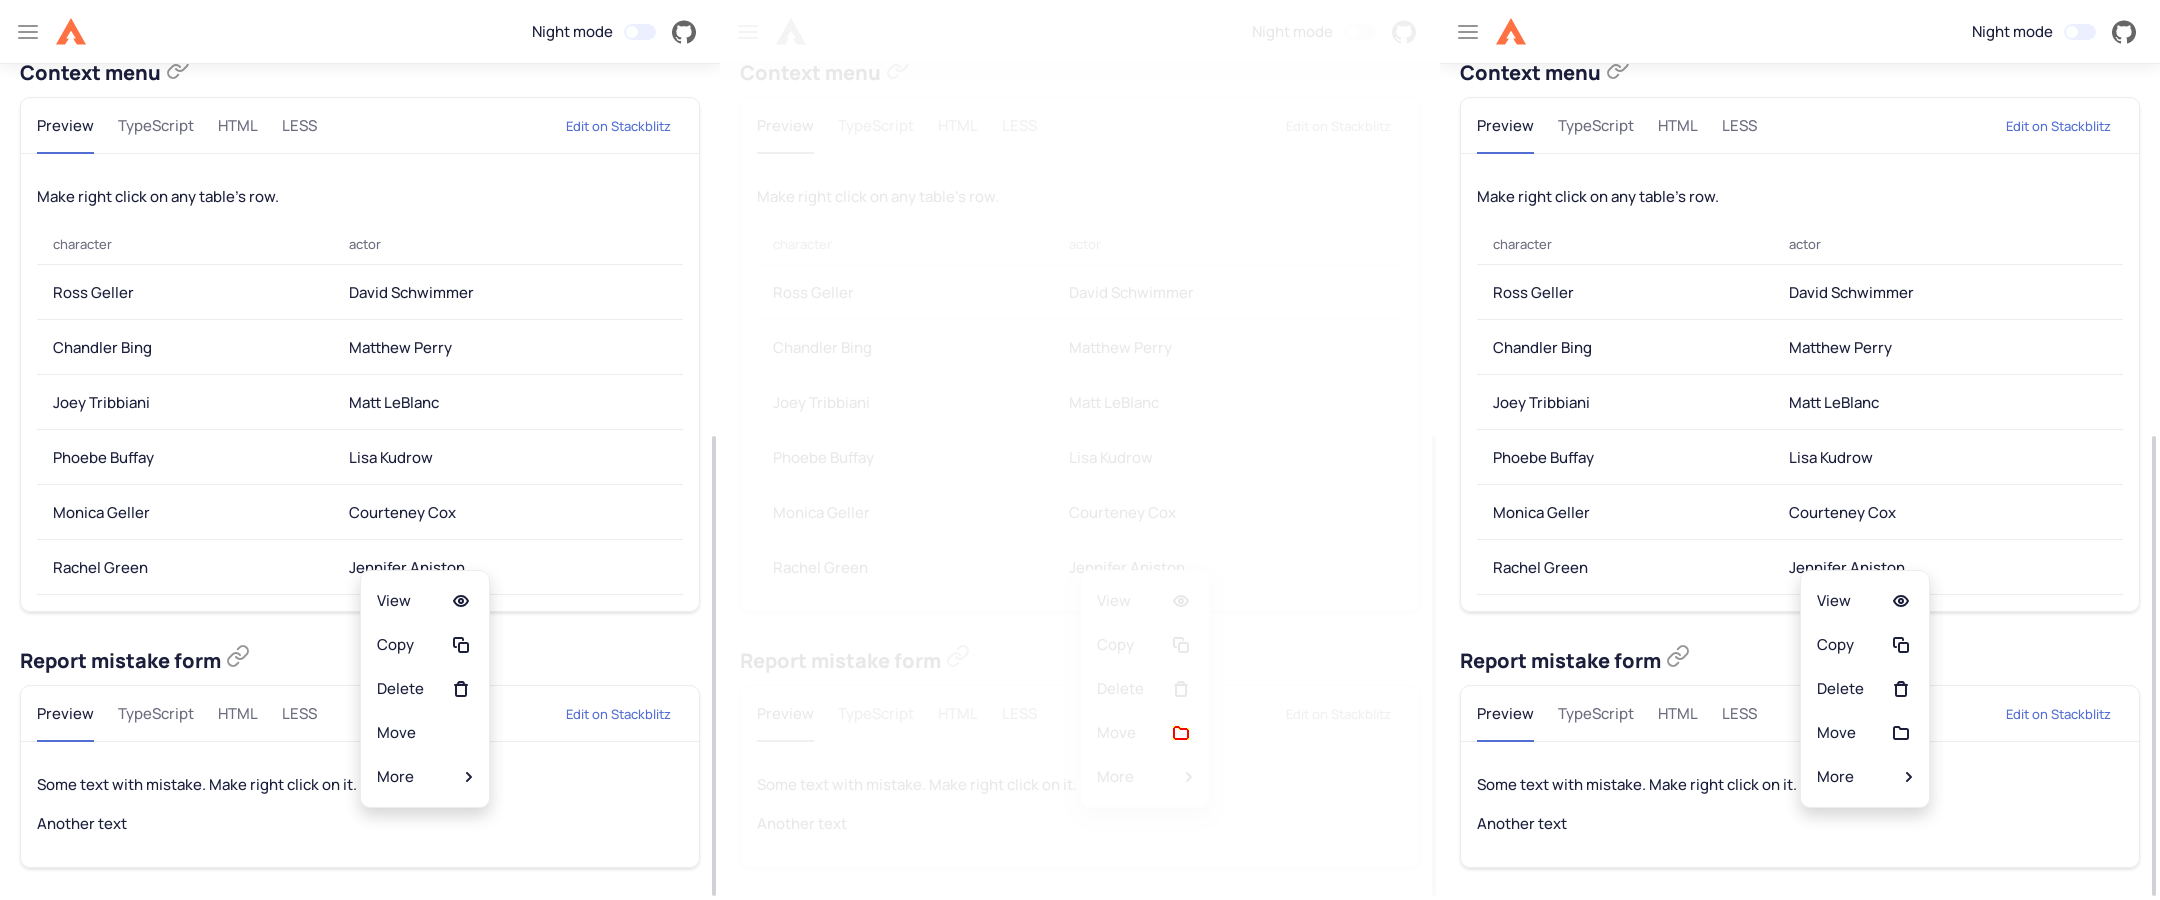 Night mode
Context menu
Preview TypeScript HTML LESS Edit on Stackblitz
Make right click on any table's row.
character actor
Ross Geller David Schwimmer
Chandler Bing Matthew Perry
Joey Tribbiani Matt LeBlanc
Phoebe Buffay Lisa Kudrow
Monica Geller Courteney Cox
Rachel Green Jennifer Aniston
View
Copy
Report mistake form
Delete
Preview TypeScript HTML LESS Edit on Stackblitz
Move
More
Some text with mistake. Make right click on it.
Another text
Night mode
Context menu
Preview TypeScript HTML LESS Edit on Stackblitz
Make right click on any table's row.
character actor
Ross Geller David Schwimmer
Chandler Bing Matthew Perry
Joey Tribbiani Matt LeBlanc
Phoebe Buffay Lisa Kudrow
Monica Geller Courteney Cox
Rachel Green Jennifer Aniston
View
Copy
Report mistake form
Delete
Preview TypeScript HTML LESS Edit on Stackblitz
Move
More
Some text with mistake. Make right click on it.
Another text
Night mode
Context menu
Preview TypeScript HTML LESS Edit on Stackblitz
Make right click on any table's row.
character actor
Ross Geller David Schwimmer
Chandler Bing Matthew Perry
Joey Tribbiani Matt LeBlanc
Phoebe Buffay Lisa Kudrow
Monica Geller Courteney Cox
Rachel Green Jennifer Aniston
View
Copy
Report mistake form
Delete
Preview TypeScript HTML LESS Edit on Stackblitz
Move
More
Some text with mistake. Make right click on it.
Another text